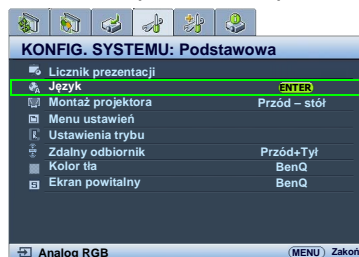 KONFIG. SYSTEMU: Podstawowa
Licznik prezentacji
Język ENTER
Montaż projektora Przód – stół
Menu ustawień
Ustawienia trybu
Zdalny odbiornik Przód+Tył
Kolor tła BenQ
Ekran powitalny BenQ
Analog RGB MENU Zakoń